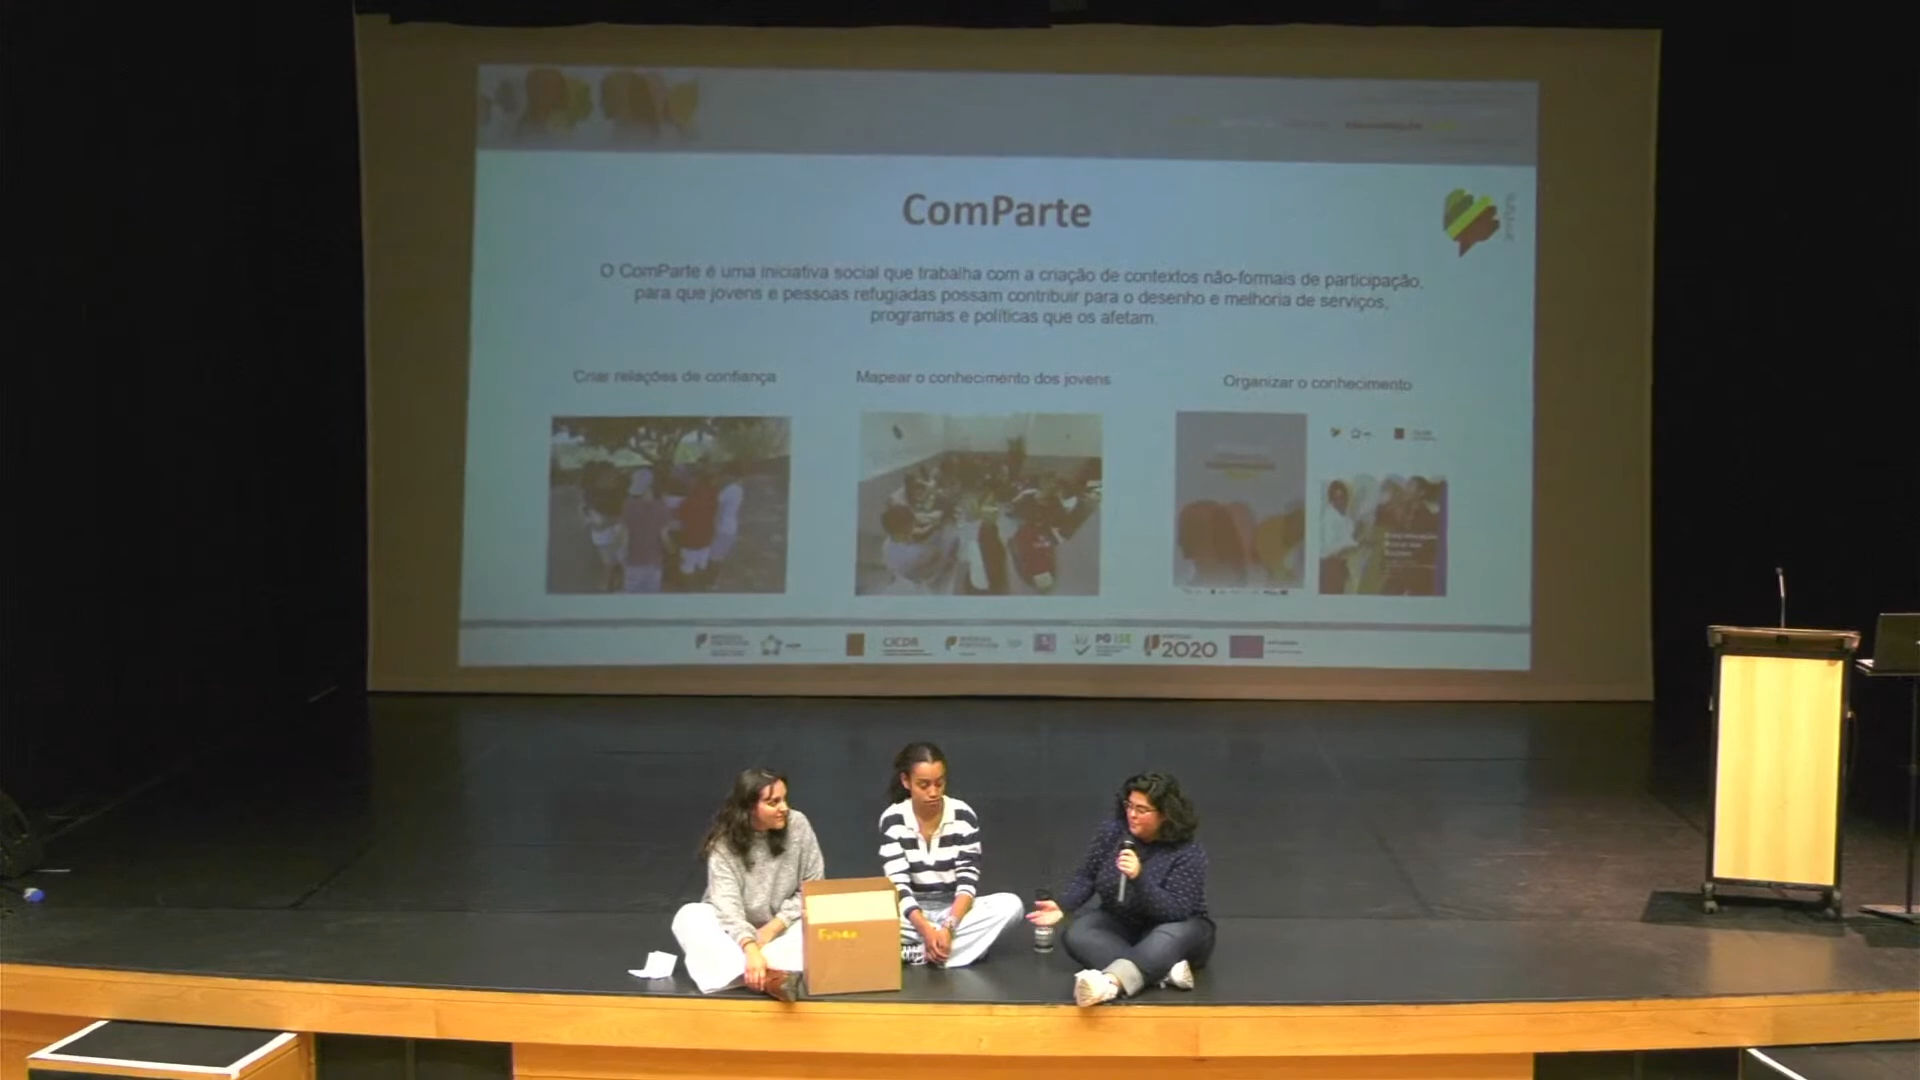 ComParte
O ComParte é uma iniciativa social que trabalha com a criação de contextos não-formais de participação,
para que jovens e pessoas refugiadas possam contribuir para o desenho e melhoria de serviços,
programas e políticas que os afetam.
Criar relações de confiança
Mapear o conhecimento dos jovens
Organizar o conhecimento
CICDR
PO ISE
2020